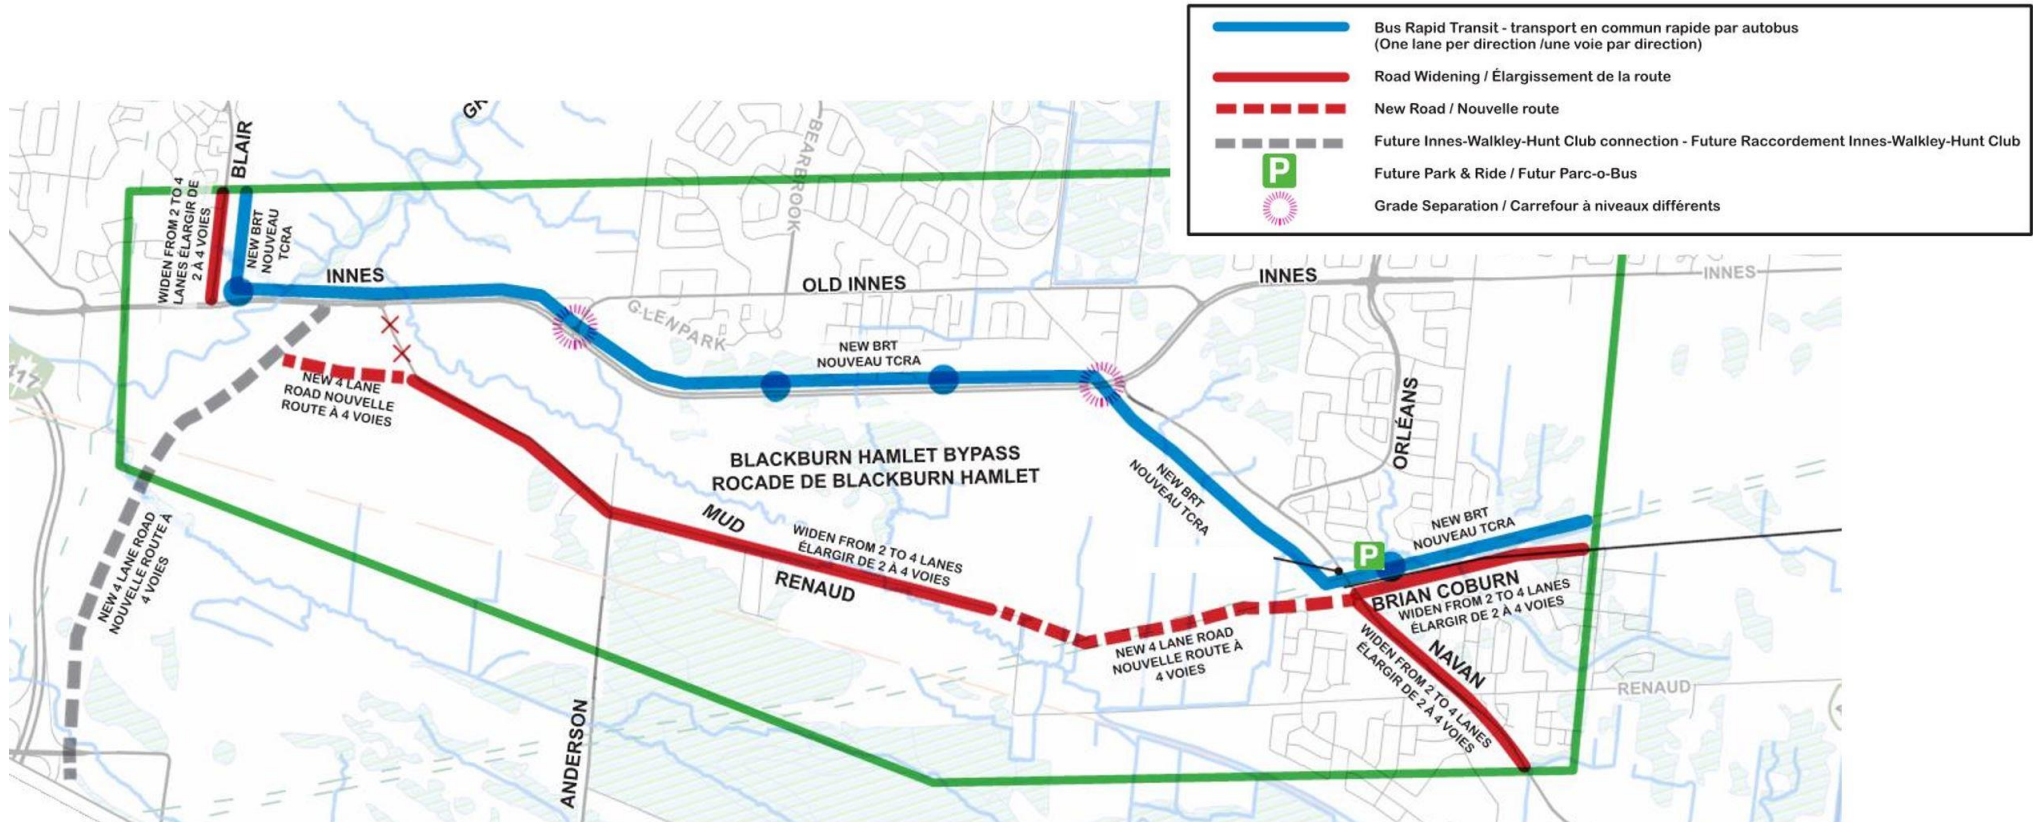 Bus Rapid Transit - transport en commun rapide par autobus
(One lane per direction /une voie par direction)
Road Widening / Élargissement de la route
New Road / Nouvelle route
Future Innes-Walkley-Hunt Club connection - Future Raccordement Innes-Walkley-Hunt Club
P
Future Park & Ride / Futur Parc-o-Bus
Grade Separation / Carrefour à niveaux différents
GR
BLAIR
BEARBROOK
WIDEN FROM 2 TO 4
LANES ÉLARGIR DE
2 À 4 VOIES
NEW BRT
NOUVEAU
TCRA
INNES
OLD INNES
INNES
INNES
GLENPARK
417
NEW BRT
NOUVEAU TCRA
NEW 4 LANE
ROAD NOUVELLE
ROUTE À 4 VOIES
ORLÉANS
BLACKBURN HAMLET BYPASS
ROCADE DE BLACKBURN HAMLET
NEW BRT
NOUVEAU TCRA
NEW 4 LANE ROAD
NOUVELLE ROUTE À
4 VOIES
MUD
WIDEN FROM 2 TO 4 LANES
ÉLARGIR DE 2 À 4 VOIES
RENAUD
NEW BRT
NOUVEAU TCRA
P
BRIAN COBURN
WIDEN FROM 2 TO 4 LANES
ÉLARGIR DE 2 À 4 VOIES
NEW 4 LANE ROAD
NOUVELLE ROUTE À
4 VOIES
NAVAN
WIDEN FROM 2 TO 4 LANES
ÉLARGIR DE 2 À 4 VOIES
RENAUD
ANDERSON